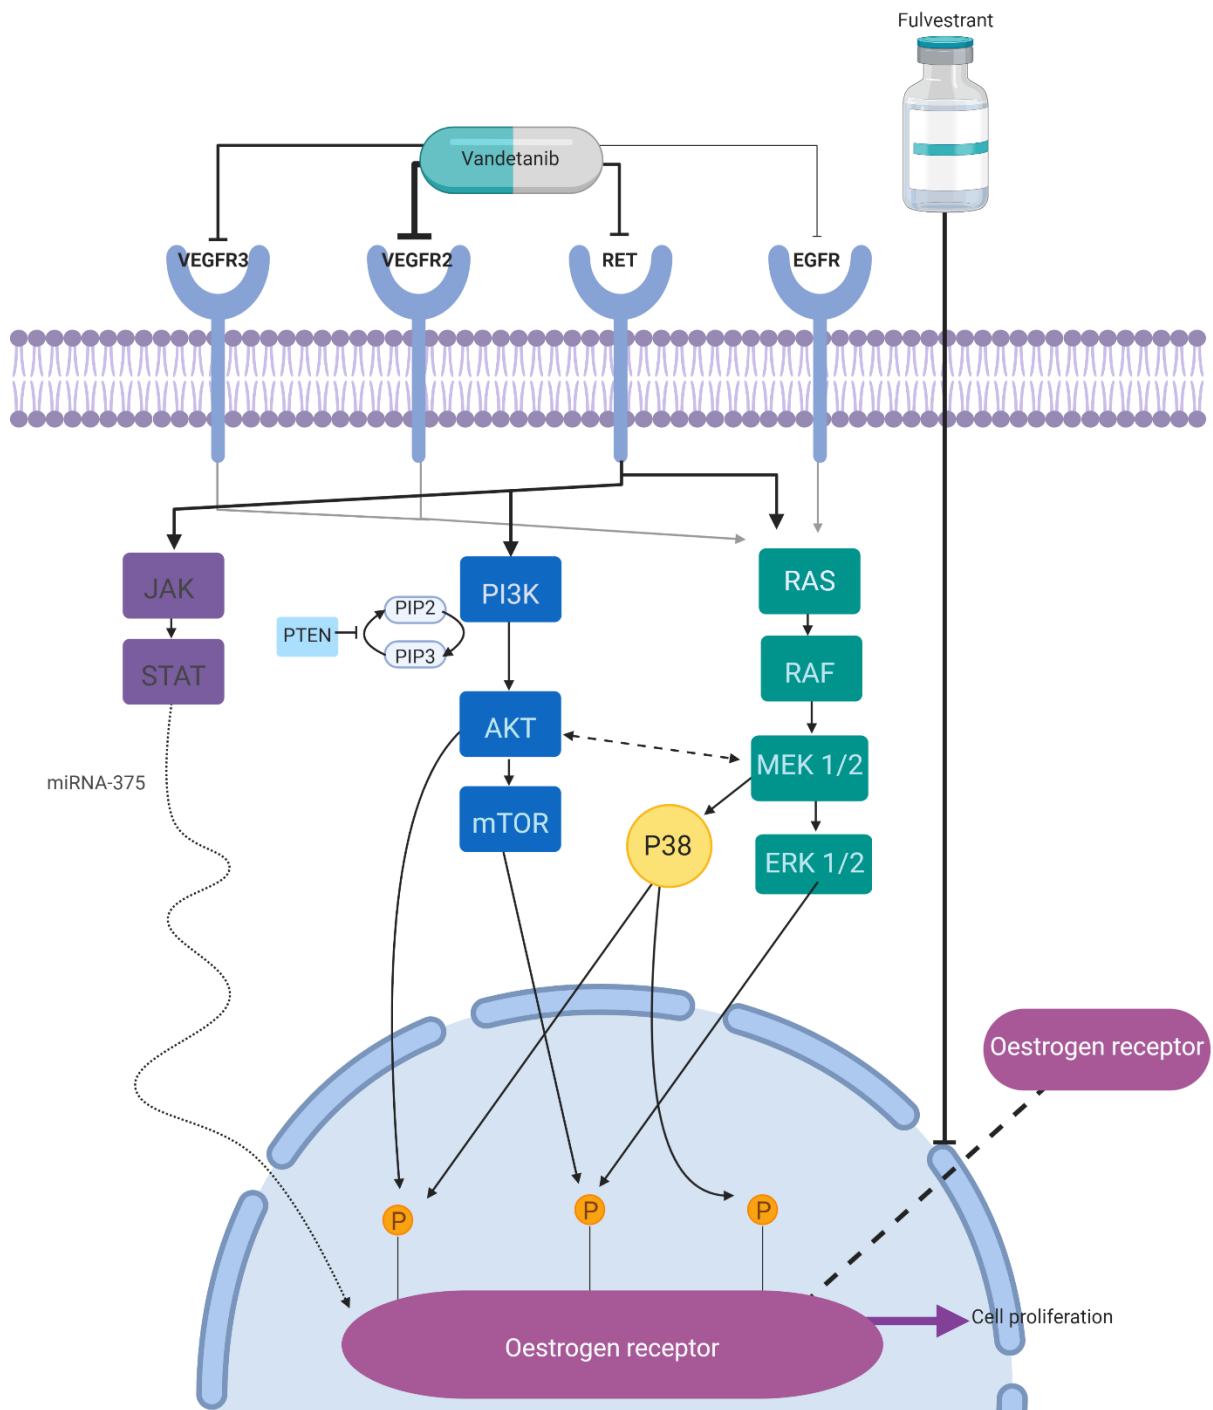 Fulvestrant
Vandetanib
VEGFR3
VEGFR2
RET
EGFR
JAK
PI3K
RAS
PIP2
PTEN
PIP3
STAT
RAF
AKT
MEK 1/2
miRNA-375
mTOR
P38
ERK 1/2
Oestrogen receptor
P
P
P
Cell proliferation
Oestrogen receptor